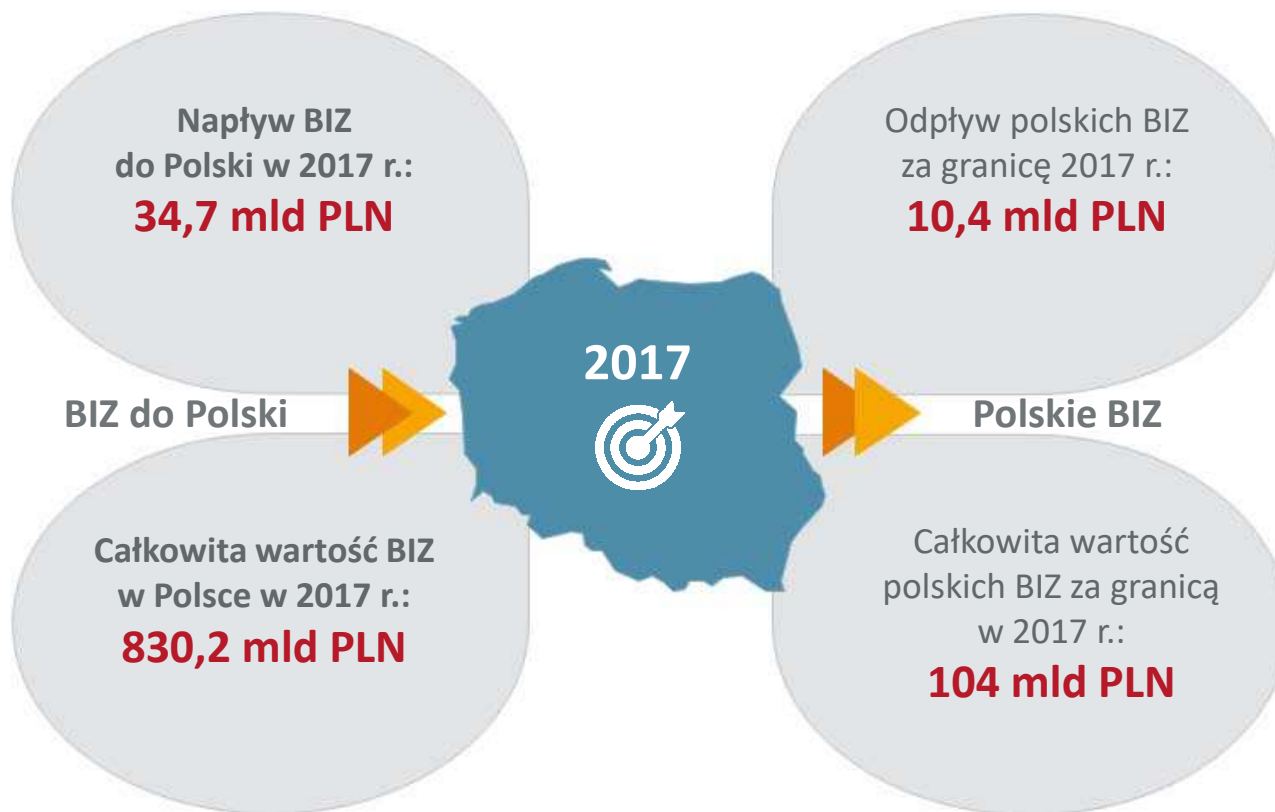 Napływ BIZ
do Polski w 2017 r.:
34,7 mld PLN
Odpływ polskich BIZ
za granicę 2017 r.:
10,4 mld PLN
2017
BIZ do Polski
Polskie BIZ
Całkowita wartość BIZ
w Polsce w 2017 r.:
830,2 mld PLN
Całkowita wartość
polskich BIZ za granicą
w 2017 r.:
104 mld PLN